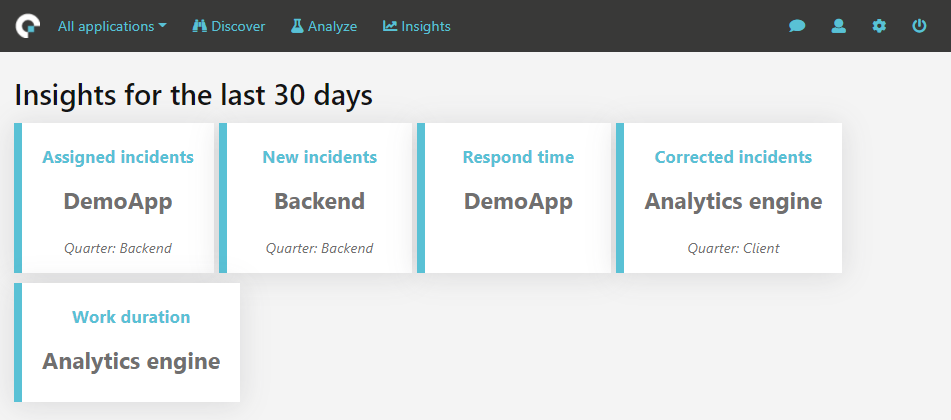 All applications Discover Analyze Insights
Insights for the last 30 days
Assigned incidents
DemoApp
Quarter: Backend
New incidents
Backend
Quarter: Backend
Respond time
DemoApp
Corrected incidents
Analytics engine
Quarter: Client
Work duration
Analytics engine